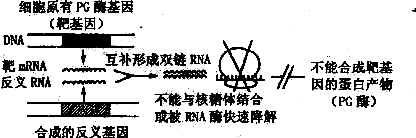 细胞原有PG酶基因
(靶基因)
DNA
靶mRNA
反义RNA
互补形成双链RNA
不能与核糖体结合
或被RNA酶快速降解
不能合成靶基
因的蛋白产物
(PG酶)
合成的反义基因